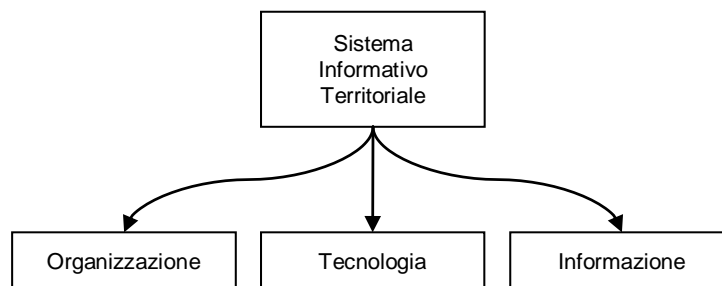 Sistema
Informativo
Territoriale
Organizzazione
Tecnologia
Informazione